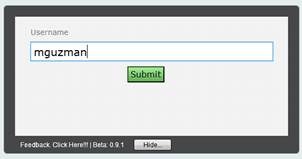 Username
mguzman
Submit
Feedback. Click Here!!! | Beta: 0.9.1 Hide...